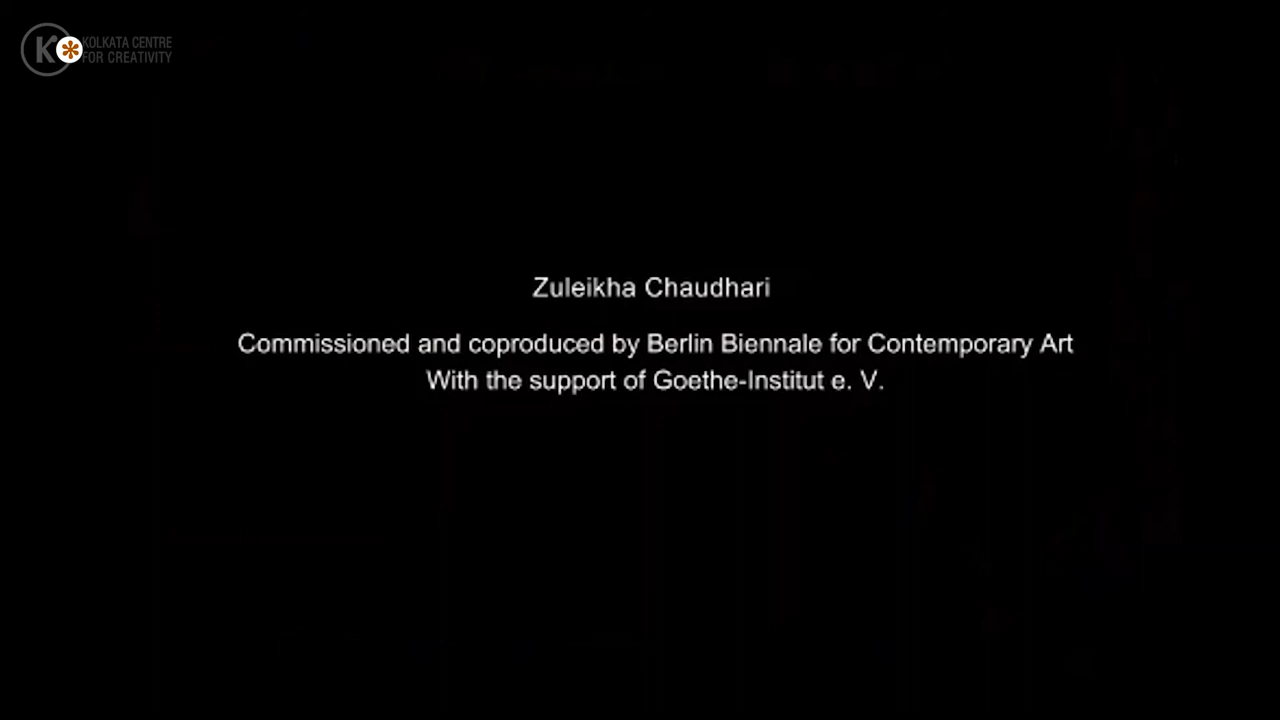 KOLKATA CENTRE
FOR CREATIVITY
Zuleikha Chaudhari
Commissioned and coproduced by Berlin Biennale for Contemporary Art
With the support of Goethe-Institut e. V.